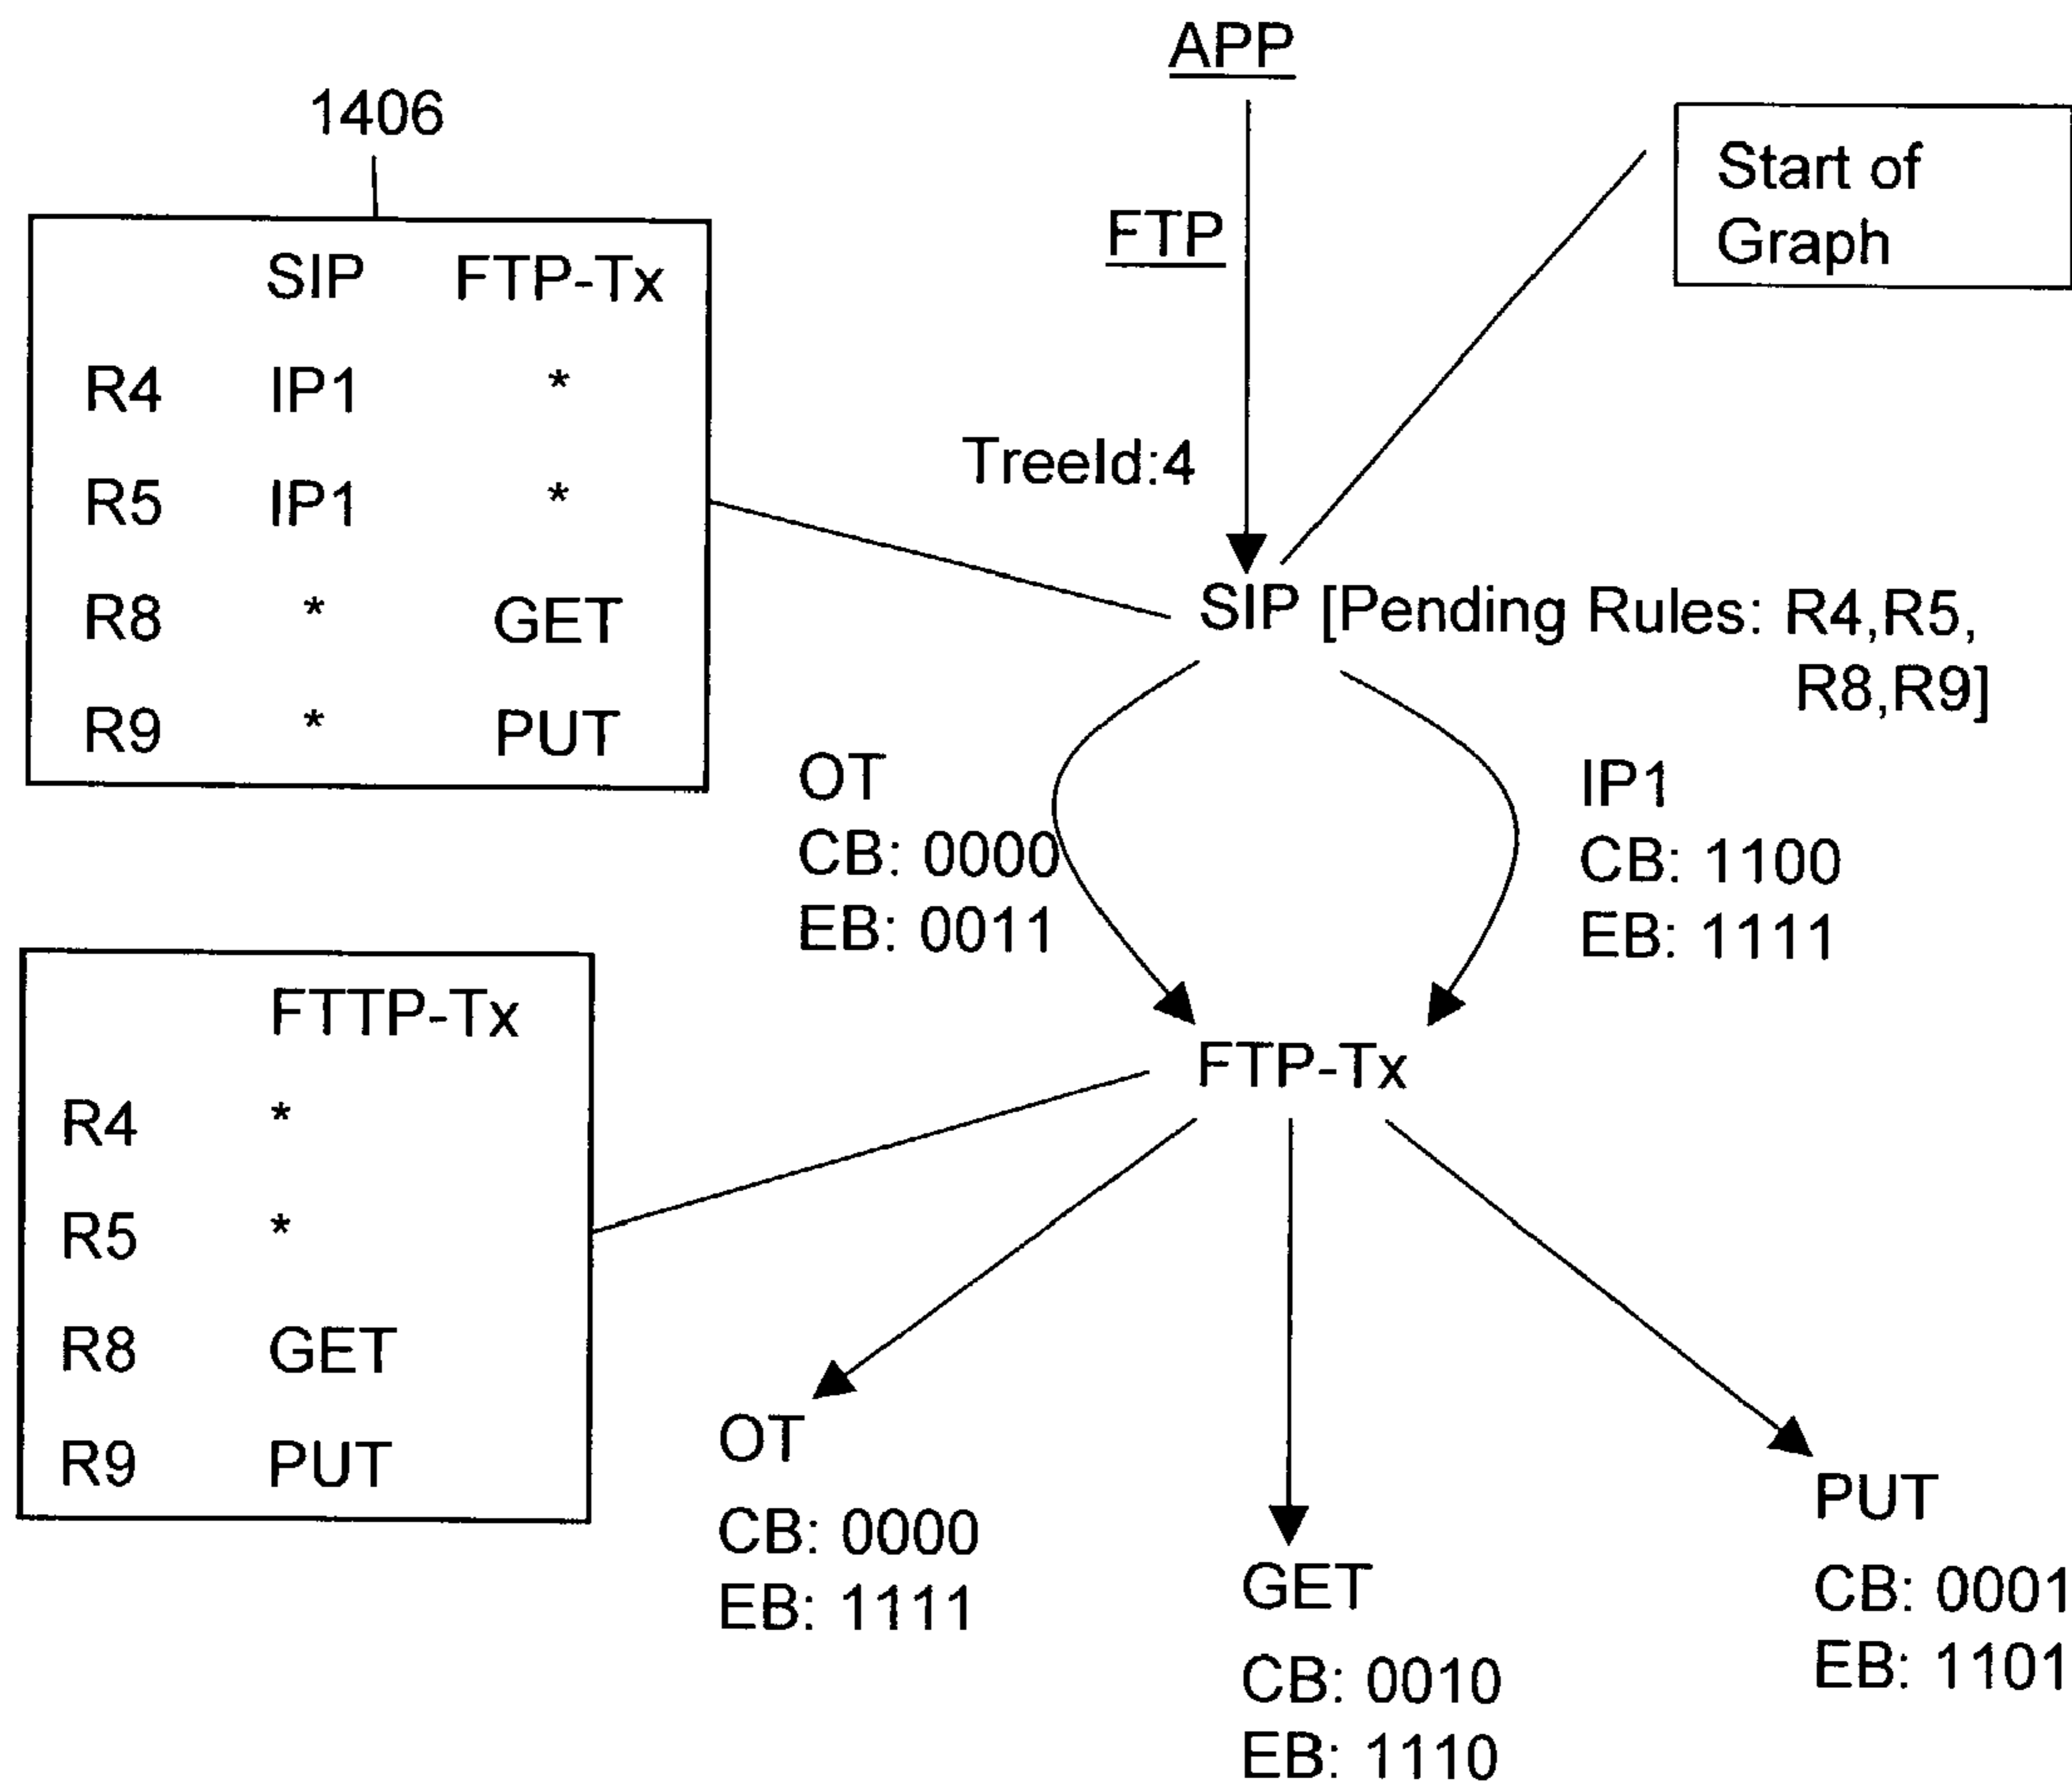 APP
1406
Start of
Graph
FTP
SIP FTP-Tx
R4 IP1 *
R5 IP1 *
R8 * GET
R9 * PUT
TreeId:4
SIP [Pending Rules: R4,R5,
R8,R9]
OT
CB: 0000
EB: 0011
IP1
CB: 1100
EB: 1111
FTTP-Tx
R4 *
R5 *
R8 GET
R9 PUT
FTP-Tx
OT
CB: 0000
EB: 1111
GET
CB: 0010
EB: 1110
PUT
CB: 0001
EB: 1101